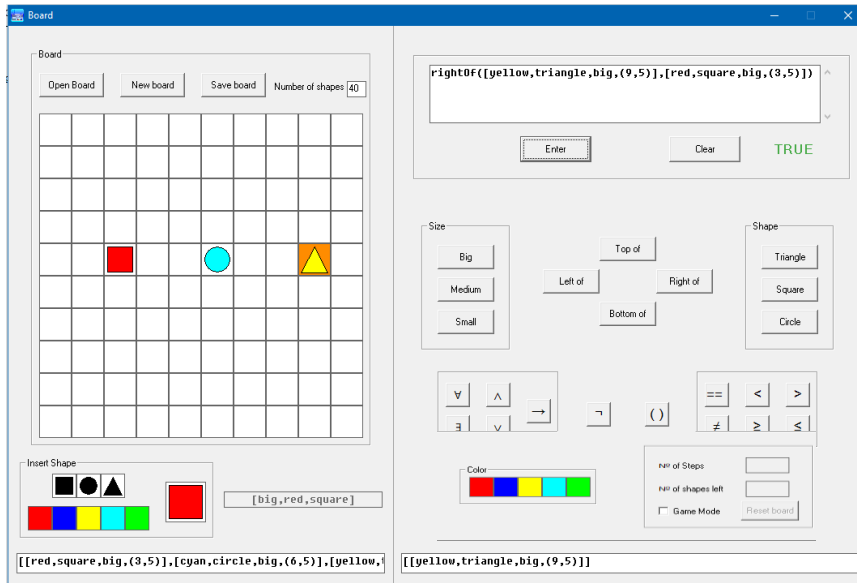 Board
Board
Open Board
New board
Save board
Number of shapes 40
rightOf([yellow,triangle,big,(9,5)],[red,square,big,(3,5)])
Enter
Clear
TRUE
Size
Big
Medium
Small
Top of
Left of
Right of
Bottom of
Shape
Triangle
Square
Circle
∀ ∧ → ¬ () == < >
∃ ∨ ≠ ≥ ≤
Insert Shape
[big,red,square]
Color
Nº of Steps
Nº of shapes left
Game Mode
Reset board
[[red,square,big,(3,5)],[cyan,circle,big,(6,5)],[yellow,
[[yellow,triangle,big,(9,5)]]